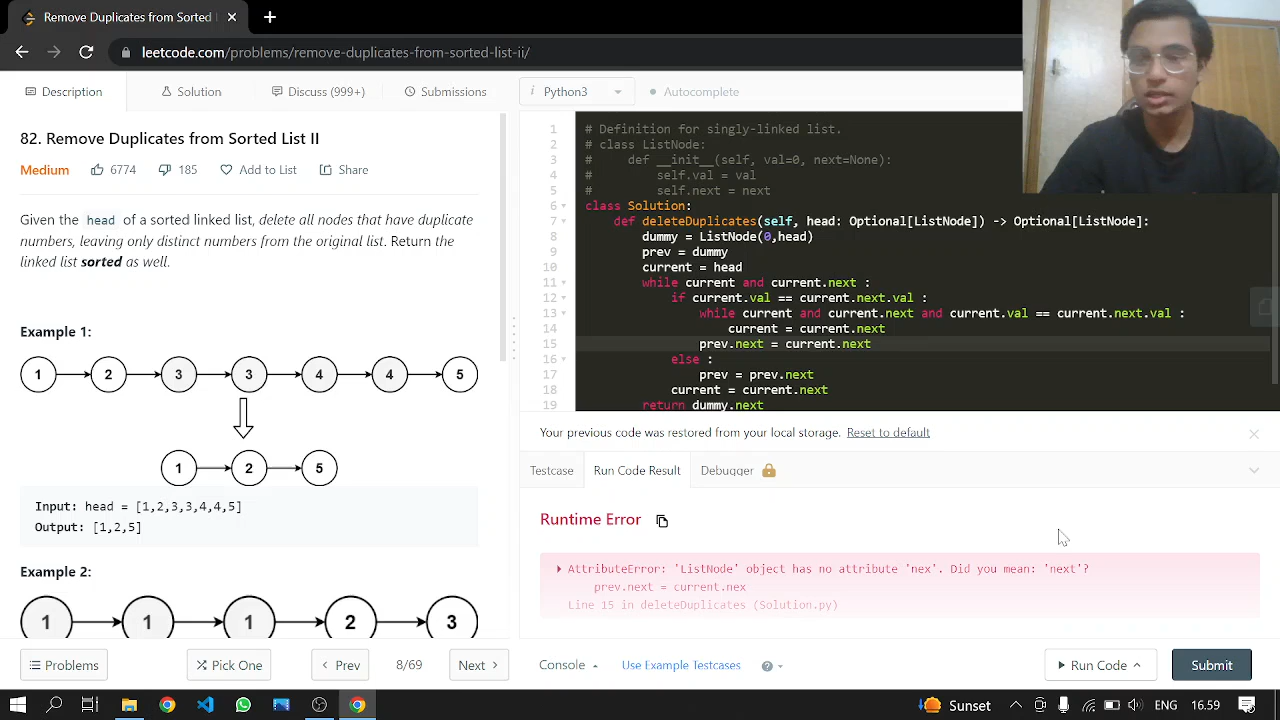 Remove Duplicates from Sorted Li
leetcode.com/problems/remove-duplicates-from-sorted-list-ii/
Description
Solution
Discuss (999+)
Submissions
Python3
Autocomplete
82. Remove Duplicates from Sorted List II
Medium 6774 185 Add to List Share
Given the head of a sorted linked list, delete all nodes that have duplicate
numbers, leaving only distinct numbers from the original list. Return the
linked list sorted as well.
Example 1:
1 2 3 3 4 4 5
1 2 5
Input: head = [1,2,3,3,4,4,5]
Output: [1,2,5]
Example 2:
1 1 1 2 3
1 # Definition for singly-linked list.
2 # class ListNode:
3 #     def __init__(self, val=0, next=None):
4 #         self.val = val
5 #         self.next = next
6 class Solution:
7     def deleteDuplicates(self, head: Optional[ListNode]) -> Optional[ListNode]:
8         dummy = ListNode(0,head)
9         prev = dummy
10         current = head
11         while current and current.next :
12             if current.val == current.next.val :
13                 while current and current.next and current.val == current.next.val :
14                     current = current.next
15                 prev.next = current.next
16             else :
17                 prev = prev.next
18             current = current.next
19         return dummy.next
Your previous code was restored from your local storage. Reset to default
Testcase
Run Code Result
Debugger
Runtime Error
AttributeError: 'ListNode' object has no attribute 'nex'. Did you mean: 'next'?
prev.next = current.nex
Line 15 in deleteDuplicates (Solution.py)
Problems
Pick One
Prev
8/69
Next
Console
Use Example Testcases
Run Code
Submit
Sunset
ENG
16.59